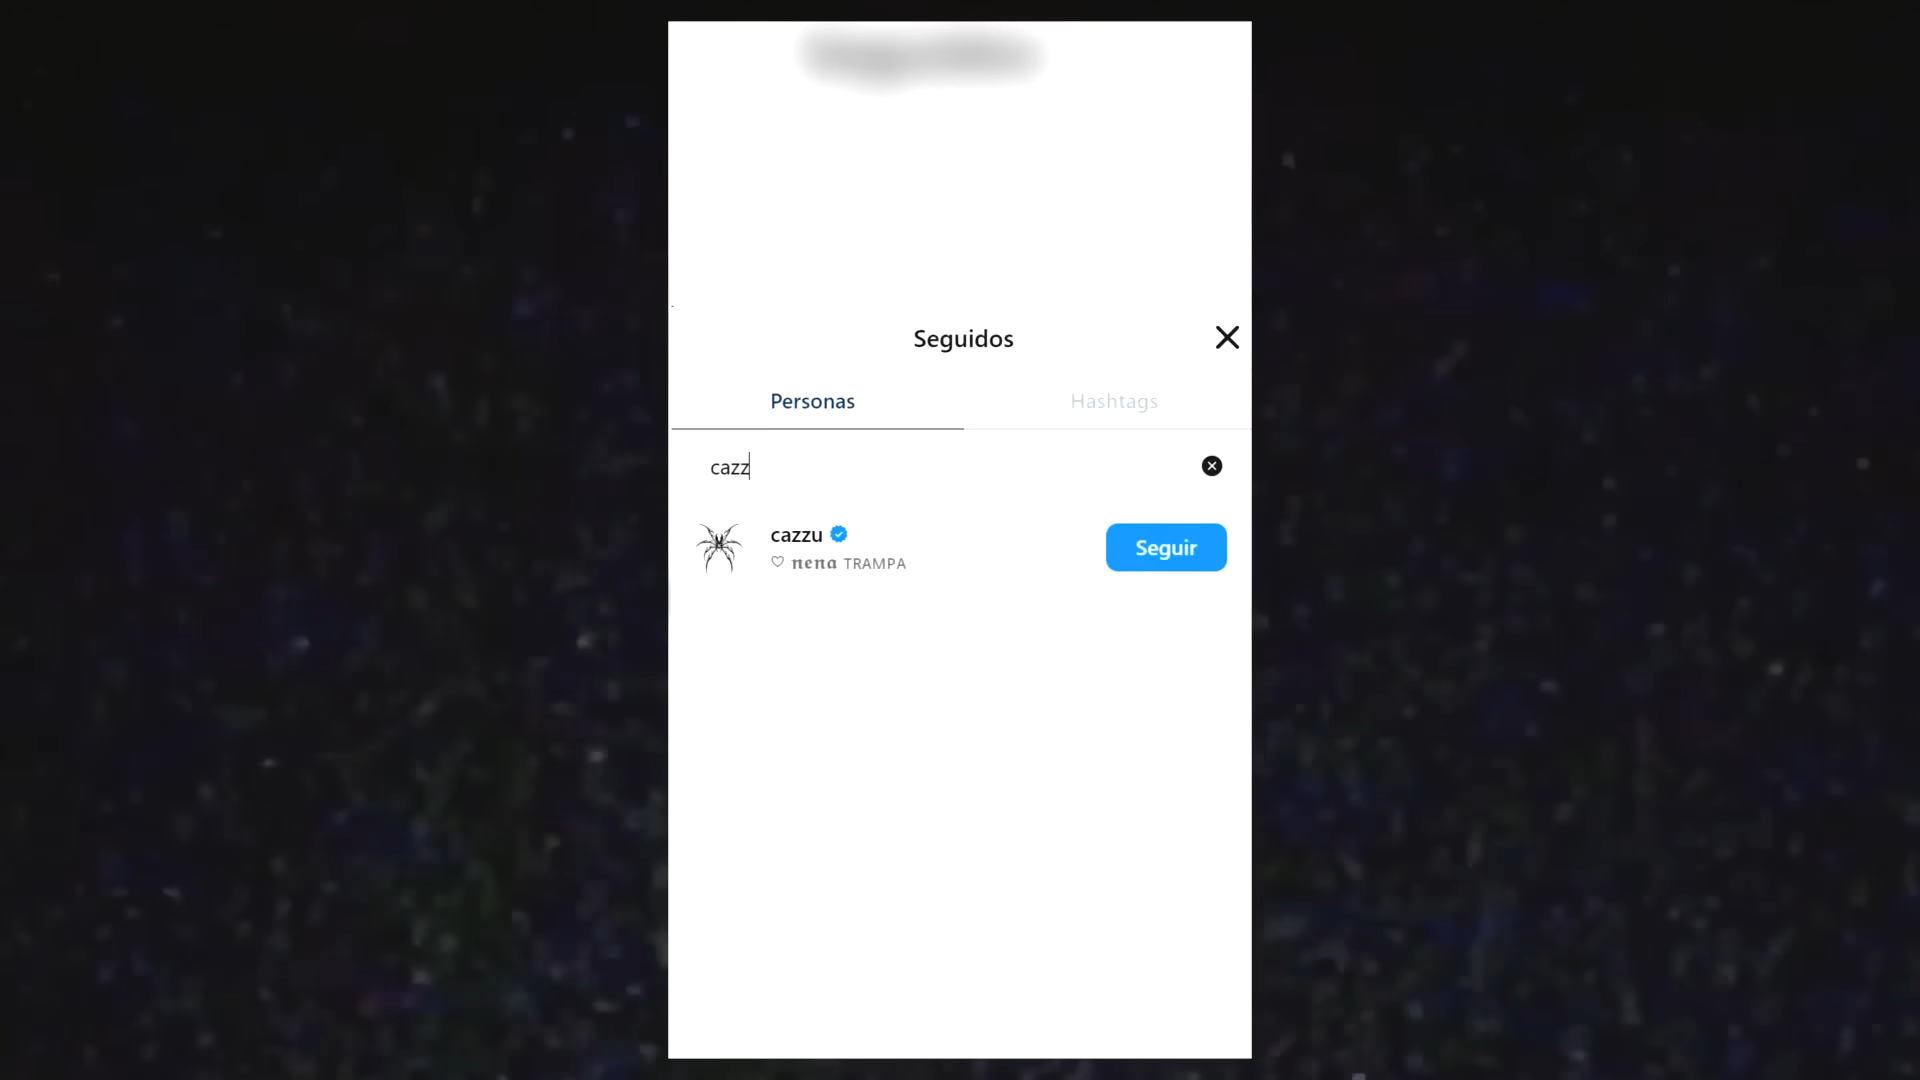 Seguidos
Personas
Hashtags
cazz
cazzu
♡ nena TRAMPA
Seguir